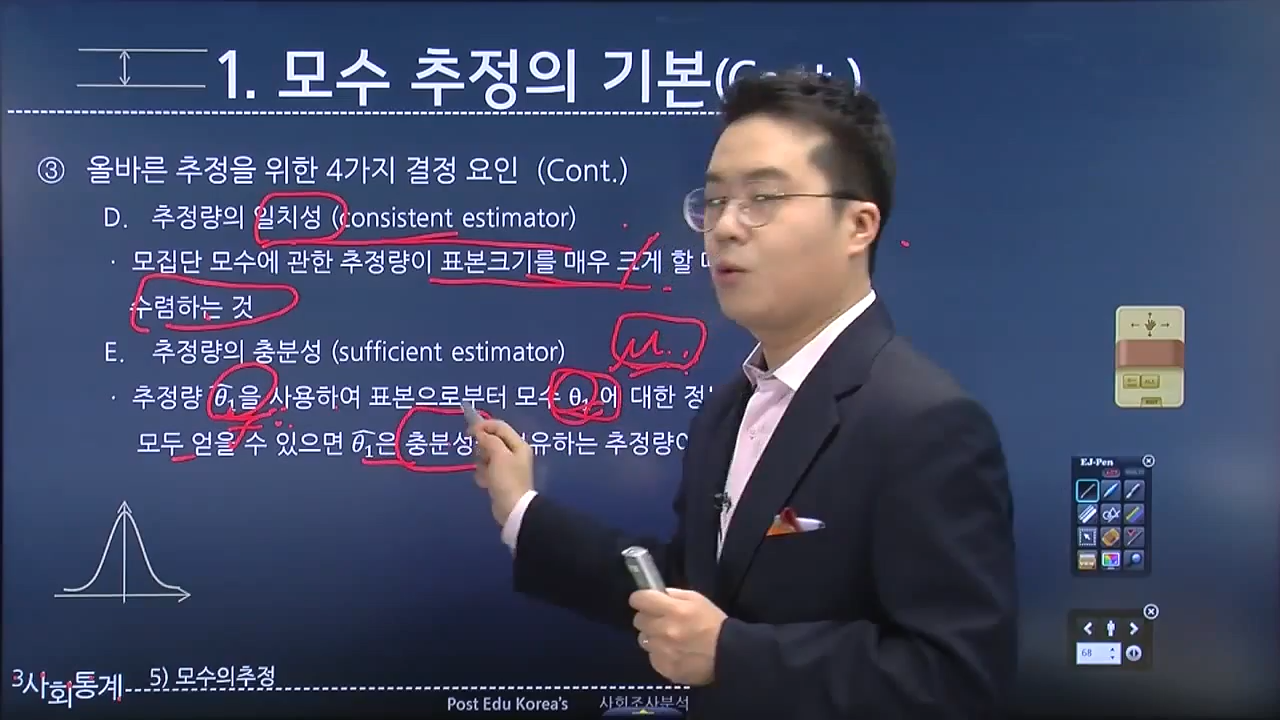 1. 모수 추정의 기본(
③ 올바른 추정을 위한 4가지 결정 요인 (Cont.)
D. 추정량의 일치성 (consistent estimator)
· 모집단 모수에 관한 추정량이 표본크기를 매우 크게 할
수렴하는 것
E. 추정량의 충분성 (sufficient estimator)
μ
· 추정량 θ̂₁을 사용하여 표본으로부터 모수 θ₁에 대한
모두 얻을 수 있으면 θ̂₁은 충분성 하는 추정량이
3사회통계
5) 모수의추정
Post Edu Korea's 사회조사분석
EJ-Pen
68